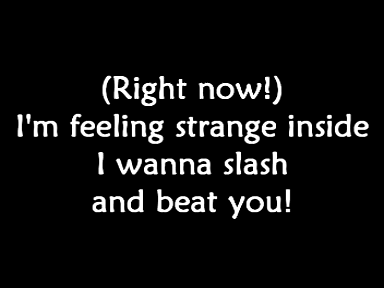 (Right now!)
I'm feeling strange inside
I wanna slash
and beat you!